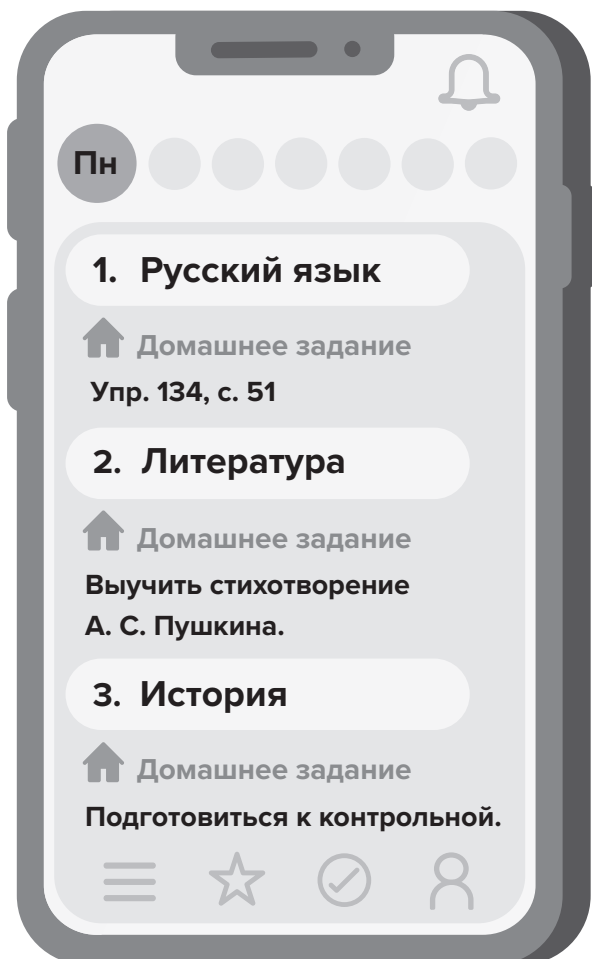 Пн
1. Русский язык
Домашнее задание
Упр. 134, с. 51
2. Литература
Домашнее задание
Выучить стихотворение
А. С. Пушкина.
3. История
Домашнее задание
Подготовиться к контрольной.